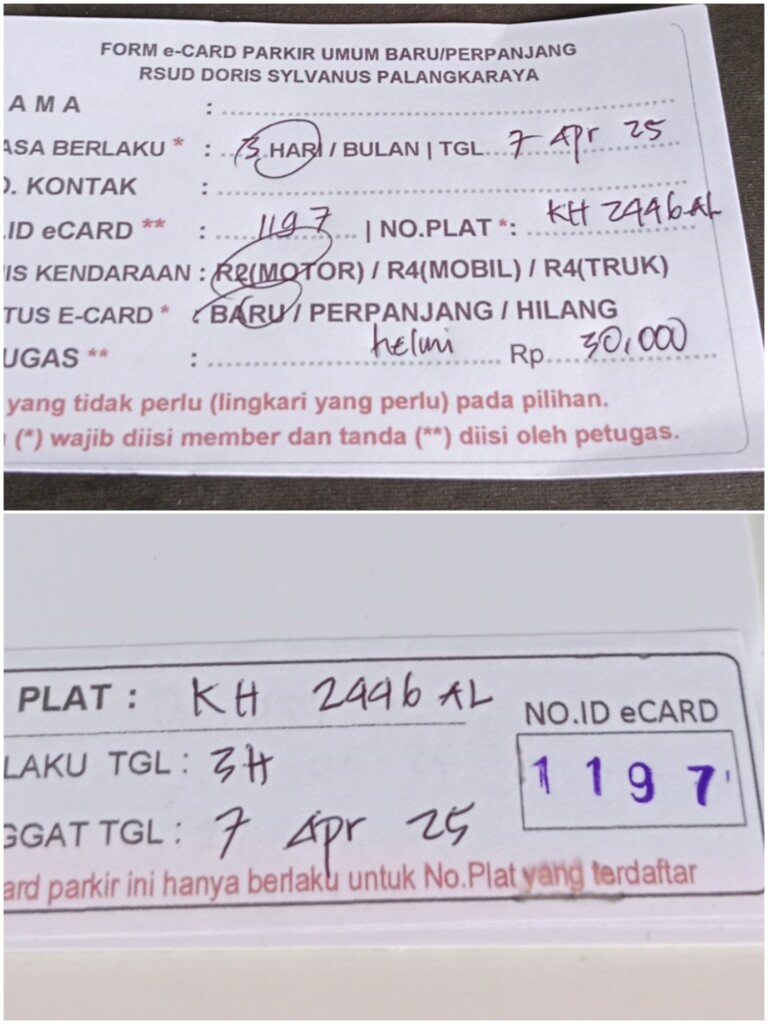 FORM e-CARD PARKIR UMUM BARU/PERPANJANG
RSUD DORIS SYLVANUS PALANGKARAYA
AMA :
ASA BERLAKU * : 3 HARI / BULAN | TGL 7 Apr 25
O. KONTAK :
.ID eCARD ** : 1197 | NO.PLAT *: KH 2446 AL
IS KENDARAAN : R2(MOTOR) / R4(MOBIL) / R4(TRUK)
TUS E-CARD * : BARU / PERPANJANG / HILANG
UGAS ** : helmi Rp 30,000
yang tidak perlu (lingkari yang perlu) pada pilihan.
(*) wajib diisi member dan tanda (**) diisi oleh petugas.
PLAT : KH 2446 AL
NO.ID eCARD
LAKU TGL : 3H
1197
GGAT TGL : 7 Apr 25
ard parkir ini hanya berlaku untuk No.Plat yang terdaftar